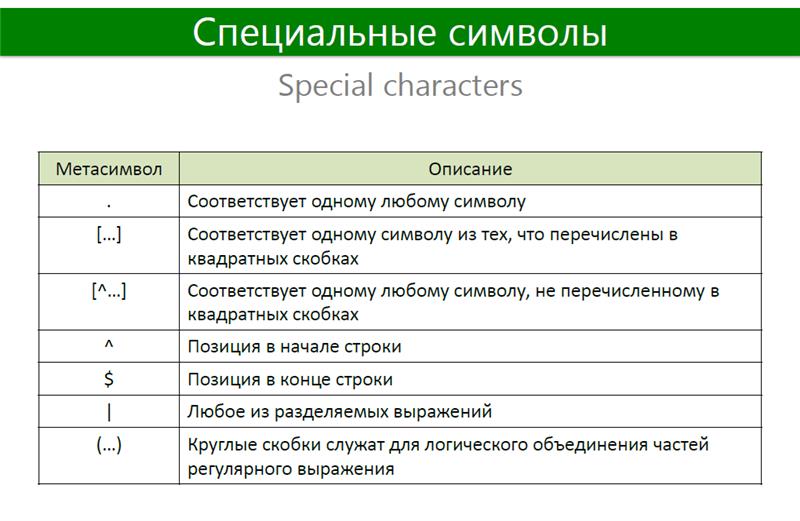 Специальные символы
Special characters
Метасимвол Описание
. Соответствует одному любому символу
[…] Соответствует одному символу из тех, что перечислены в
квадратных скобках
[^…] Соответствует одному любому символу, не перечисленному в
квадратных скобках
^ Позиция в начале строки
$ Позиция в конце строки
| Любое из разделяемых выражений
(…) Круглые скобки служат для логического объединения частей
регулярного выражения